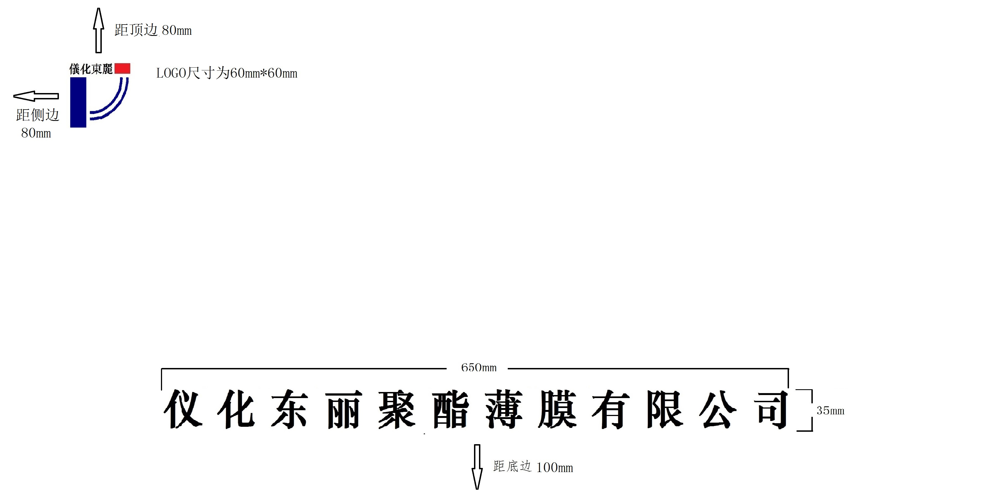 距顶边 80mm
儀化東麗
LOGO尺寸为60mm*60mm
距侧边
80mm
650mm
仪化东丽聚酯薄膜有限公司
35mm
距底边 100mm